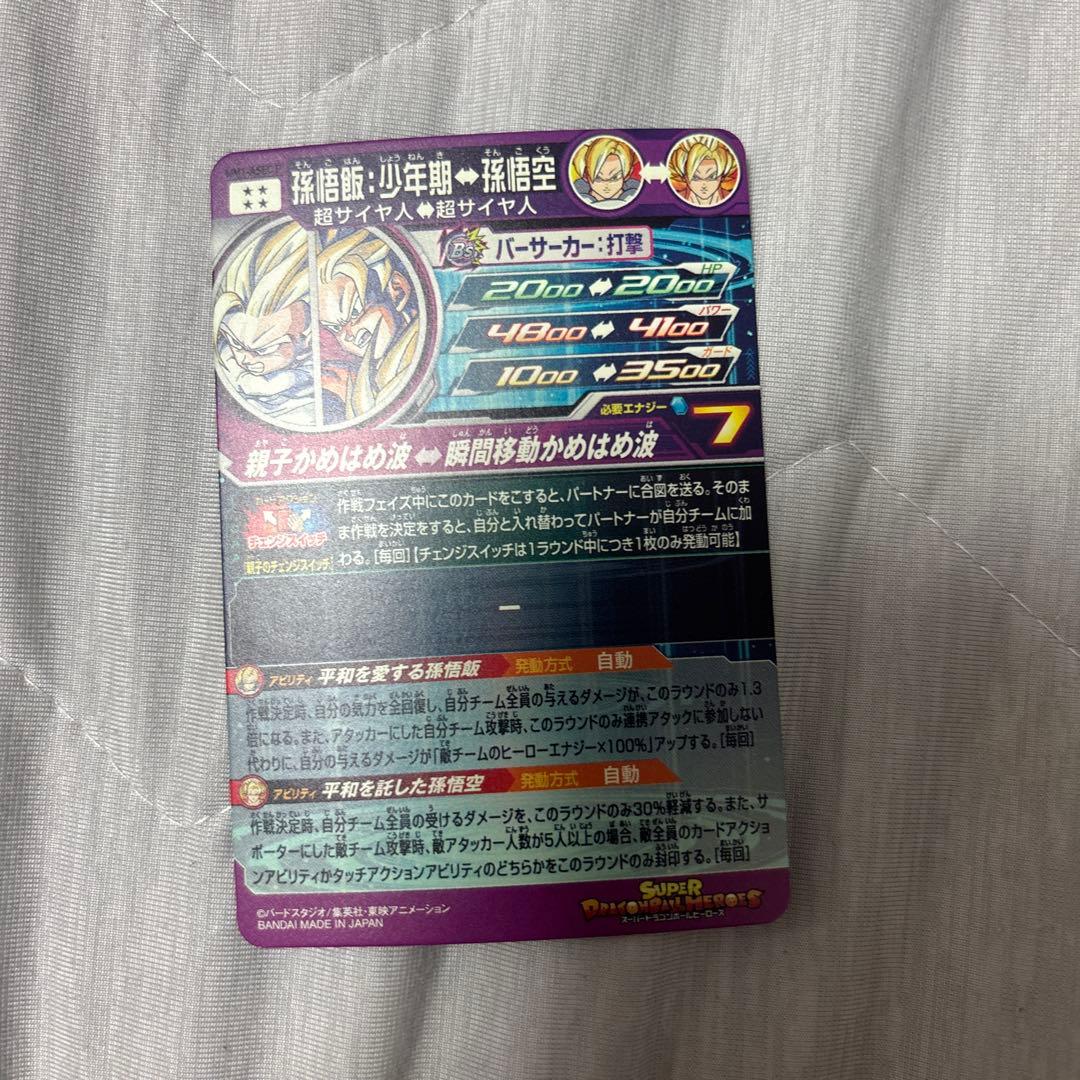 孫悟飯：少年期⇔孫悟空
超サイヤ人⇔超サイヤ人
Bs バーサーカー：打撃
HP
2000⇔2000
パワー
4800⇔4100
ガード
1000⇔3500
必要エナジー 7
親子かめはめ波⇔瞬間移動かめはめ波
チェンジスイッチ
親子のチェンジスイッチ
作戦フェイズ中にこのカードをこすると、パートナーに合図を送る。そのま
ま作戦を決定をすると、自分と入れ替わってパートナーが自分チームに加
わる。[毎回]【チェンジスイッチは1ラウンド中につき1枚のみ発動可能】
ー
アビリティ 平和を愛する孫悟飯 発動方式 自動
作戦決定時、自分の気力を全回復し、自分チーム全員の与えるダメージが、このラウンドのみ1.3
倍になる。また、アタッカーにした自分チーム攻撃時、このラウンドのみ連携アタックに参加しない
代わりに、自分の与えるダメージが「敵チームのヒーローエナジー×100%」アップする。[毎回]
アビリティ 平和を託した孫悟空 発動方式 自動
作戦決定時、自分チーム全員の受けるダメージを、このラウンドのみ30%軽減する。また、サ
ポーターにした敵チーム攻撃時、敵アタッカー人数が5人以上の場合、敵全員のカードアクショ
ンアビリティかタッチアクションアビリティのどちらかをこのラウンドのみ封印する。[毎回]
SUPER
DRAGONBALL HEROES
スーパードラゴンボールヒーローズ
©バードスタジオ/集英社・東映アニメーション
BANDAI MADE IN JAPAN